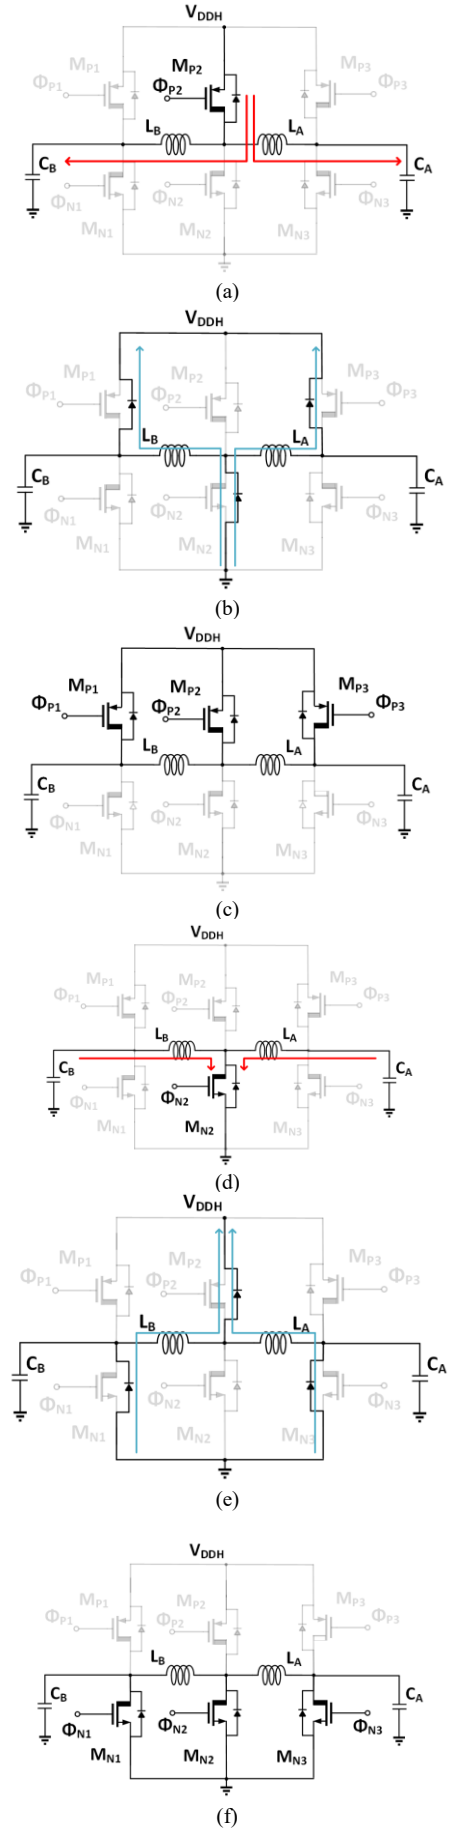 VDDH
MP1
MP2
MP3
ΦP1
ΦP2
ΦP3
LB
LA
CB
CA
ΦN1
ΦN2
ΦN3
MN1
MN2
MN3
(a)
VDDH
MP1
MP2
MP3
ΦP1
ΦP2
ΦP3
LB
LA
CB
CA
ΦN1
ΦN2
ΦN3
MN1
MN2
MN3
(b)
VDDH
MP1
MP2
MP3
ΦP1
ΦP2
ΦP3
LB
LA
CB
CA
ΦN1
ΦN2
ΦN3
MN1
MN2
MN3
(c)
VDDH
MP1
MP2
MP3
ΦP1
ΦP2
ΦP3
LB
LA
CB
CA
ΦN1
ΦN2
ΦN3
MN1
MN2
MN3
(d)
VDDH
MP1
MP2
MP3
ΦP1
ΦP2
ΦP3
LB
LA
CB
CA
ΦN1
ΦN2
ΦN3
MN1
MN2
MN3
(e)
VDDH
MP1
MP2
MP3
ΦP1
ΦP2
ΦP3
LB
LA
CB
CA
ΦN1
ΦN2
ΦN3
MN1
MN2
MN3
(f)